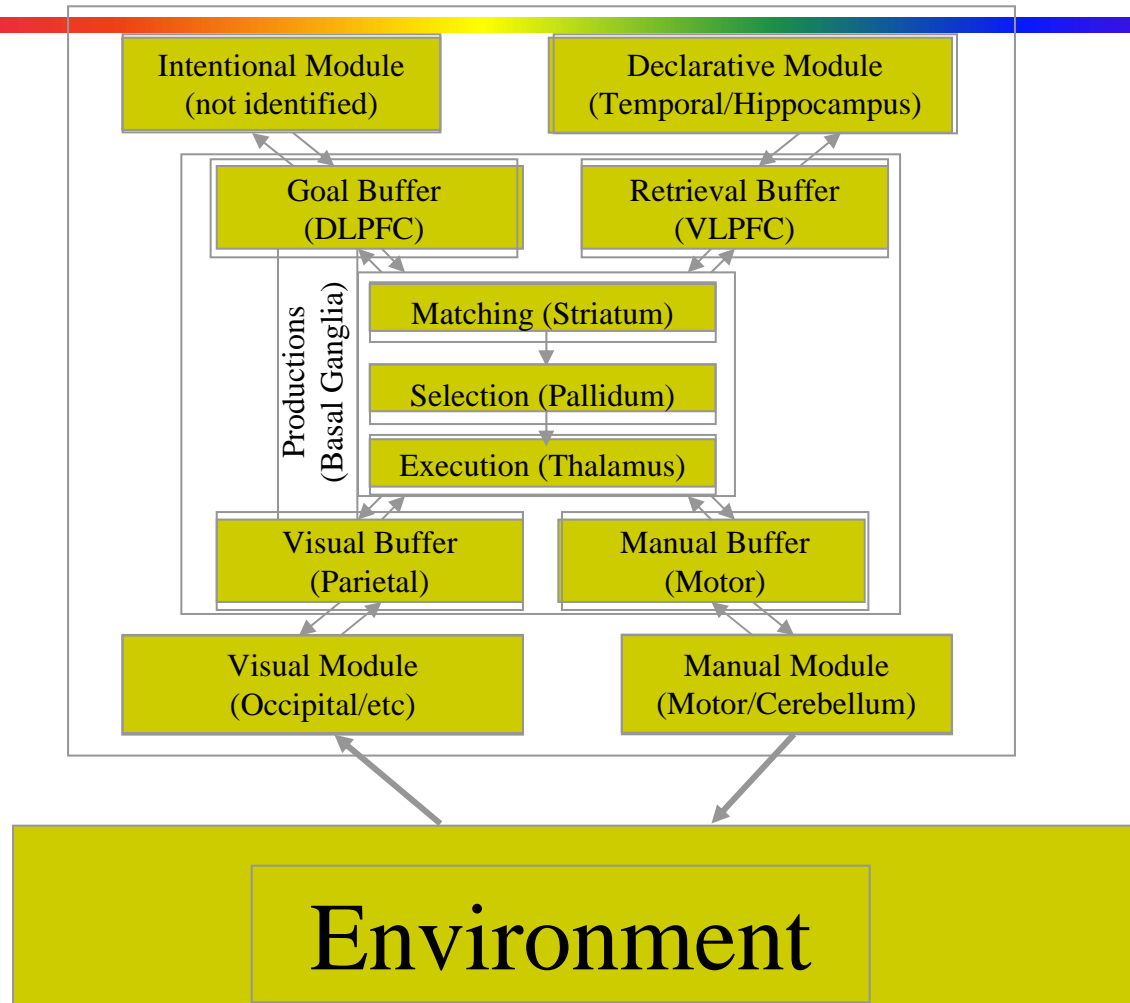 Intentional Module
(not identified)
Declarative Module
(Temporal/Hippocampus)
Goal Buffer
(DLPFC)
Retrieval Buffer
(VLPFC)
Productions
(Basal Ganglia)
Matching (Striatum)
Selection (Pallidum)
Execution (Thalamus)
Visual Buffer
(Parietal)
Manual Buffer
(Motor)
Visual Module
(Occipital/etc)
Manual Module
(Motor/Cerebellum)
Environment